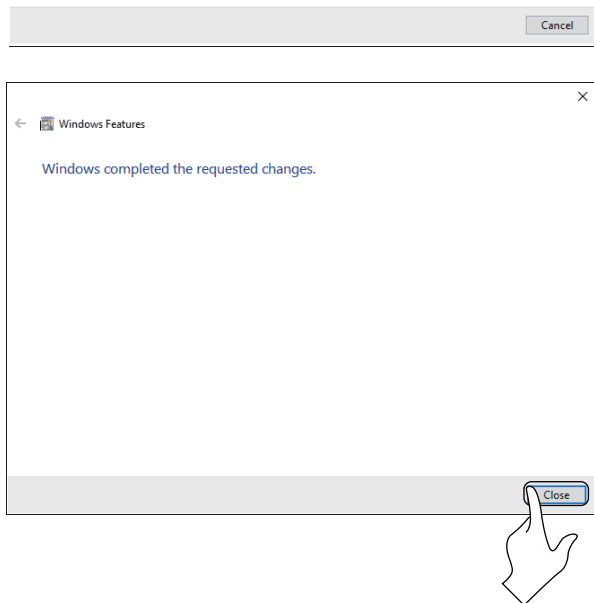 Cancel
Windows Features
Windows completed the requested changes.
Close